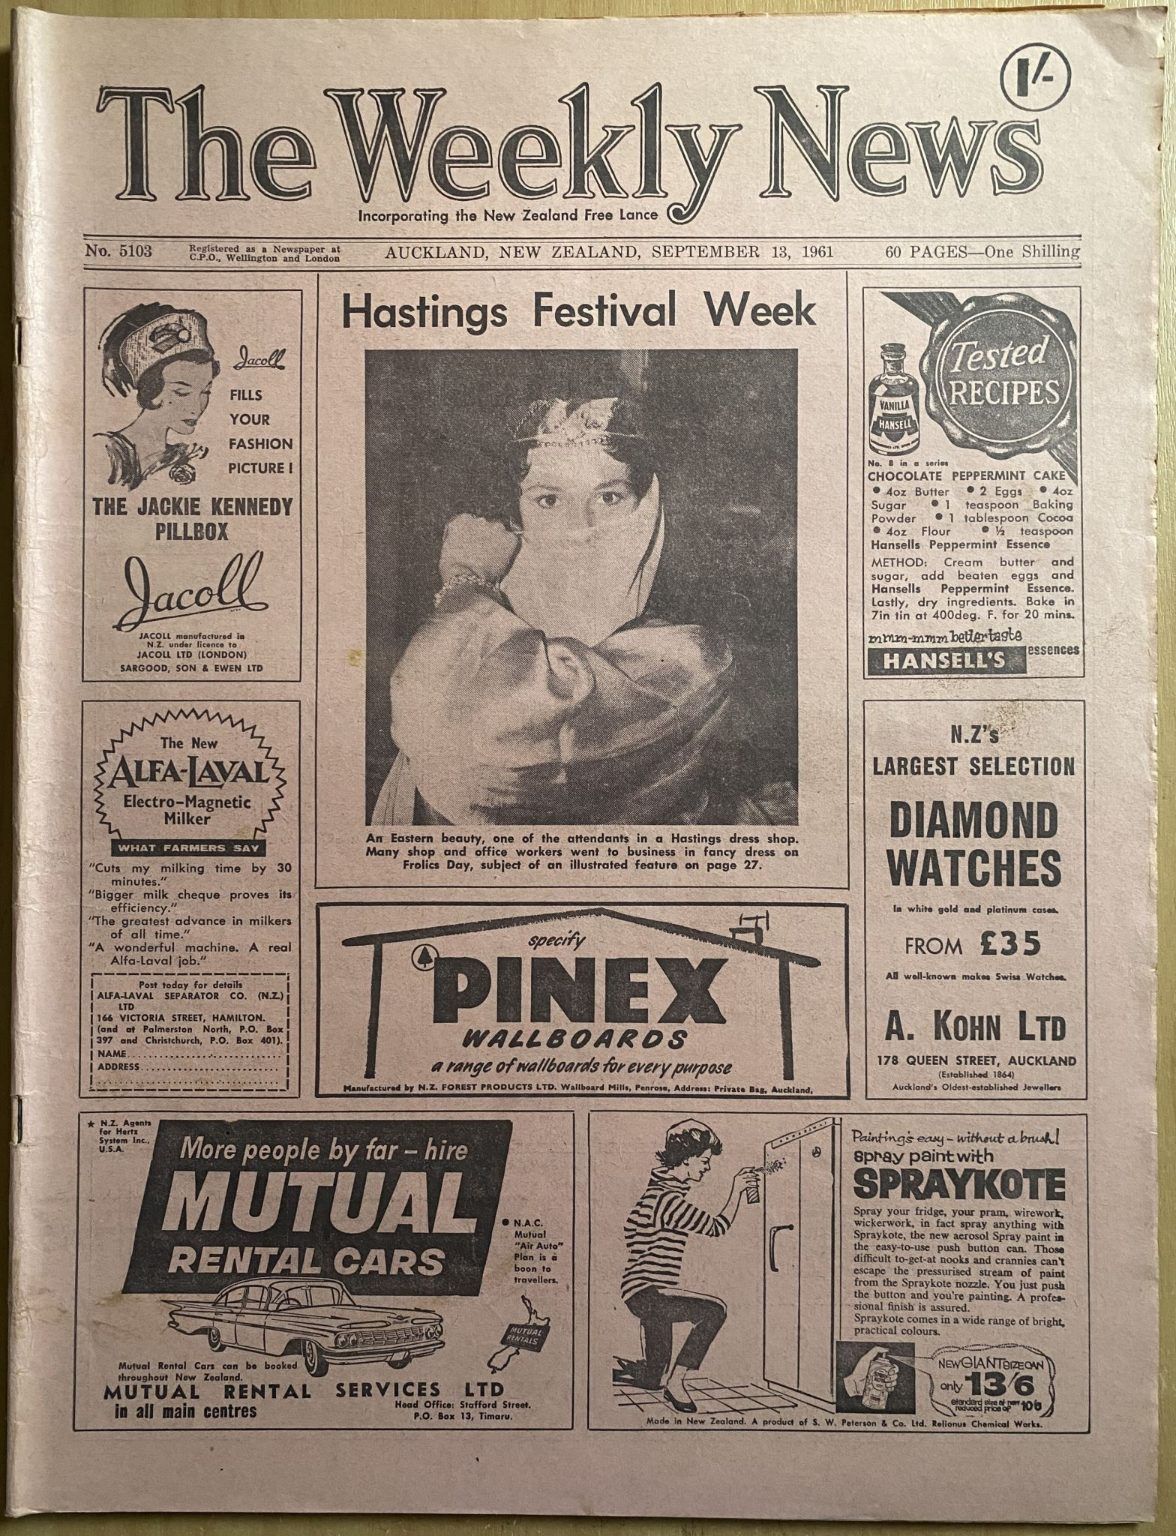 1/-
The Weekly News
Incorporating the New Zealand Free Lance
No. 5103
Registered as a Newspaper at
C.P.O., Wellington and London
AUCKLAND, NEW ZEALAND, SEPTEMBER 13, 1961
60 PAGES—One Shilling
Jacoll
FILLS
YOUR
FASHION
PICTURE!
THE JACKIE KENNEDY
PILLBOX
Jacoll
JACOLL manufactured in
N.Z. under licence to
JACOLL LTD (LONDON)
SARGOOD, SON & EWEN LTD
Hastings Festival Week
An Eastern beauty, one of the attendants in a Hastings dress shop.
Many shop and office workers went to business in fancy dress on
Frolics Day, subject of an illustrated feature on page 27.
Tested
RECIPES
VANILLA
HANSELL
No. 8 in a series
CHOCOLATE PEPPERMINT CAKE
• 4oz Butter • 2 Eggs • 4oz
Sugar • 1 teaspoon Baking
Powder • 1 tablespoon Cocoa
• 4oz Flour • ½ teaspoon
Hansells Peppermint Essence
METHOD: Cream butter and
sugar, add beaten eggs and
Hansells Peppermint Essence.
Lastly, dry ingredients. Bake in
7in tin at 400deg. F. for 20 mins.
mmm-mmm better taste
HANSELL'S essences
The New
ALFA-LAVAL
Electro-Magnetic
Milker
WHAT FARMERS SAY
"Cuts my milking time by 30
minutes."
"Bigger milk cheque proves its
efficiency."
"The greatest advance in milkers
of all time."
"A wonderful machine. A real
Alfa-Laval job."
Post today for details
ALFA-LAVAL SEPARATOR CO. (N.Z.)
LTD
166 VICTORIA STREET, HAMILTON.
(and at Palmerston North, P.O. Box
397 and Christchurch, P.O. Box 401).
NAME
ADDRESS
specify
PINEX
WALLBOARDS
a range of wallboards for every purpose
Manufactured by N.Z. FOREST PRODUCTS LTD. Wallboard Mills, Penrose, Address: Private Bag, Auckland.
N.Z's
LARGEST SELECTION
DIAMOND
WATCHES
In white gold and platinum cases.
FROM £35
All well-known makes Swiss Watches.
A. KOHN LTD
178 QUEEN STREET, AUCKLAND
(Established 1864)
Auckland's Oldest-established Jewellers
★ N.Z. Agents
for Hertz
System Inc.,
U.S.A.
More people by far – hire
MUTUAL
RENTAL CARS
• N.A.C.
Mutual
"Air Auto"
Plan is a
boon to
travellers.
MUTUAL
RENTALS
Mutual Rental Cars can be booked
throughout New Zealand.
MUTUAL RENTAL SERVICES LTD
in all main centres
Head Office: Stafford Street,
P.O. Box 13, Timaru.
Painting's easy – without a brush!
spray paint with
SPRAYKOTE
Spray your fridge, your pram, wirework,
wickerwork, in fact spray anything with
Spraykote, the new aerosol Spray paint in
the easy-to-use push button can. Those
difficult to-get-at nooks and crannies can't
escape the pressurised stream of paint
from the Spraykote nozzle. You just push
the button and you're painting. A profes-
sional finish is assured.
Spraykote comes in a wide range of bright,
practical colours.
NEW GIANT SIZE CAN
only 13'6
standard size at new
reduced price of 10'6
Made in New Zealand. A product of S. W. Peterson & Co. Ltd. Relionus Chemical Works.